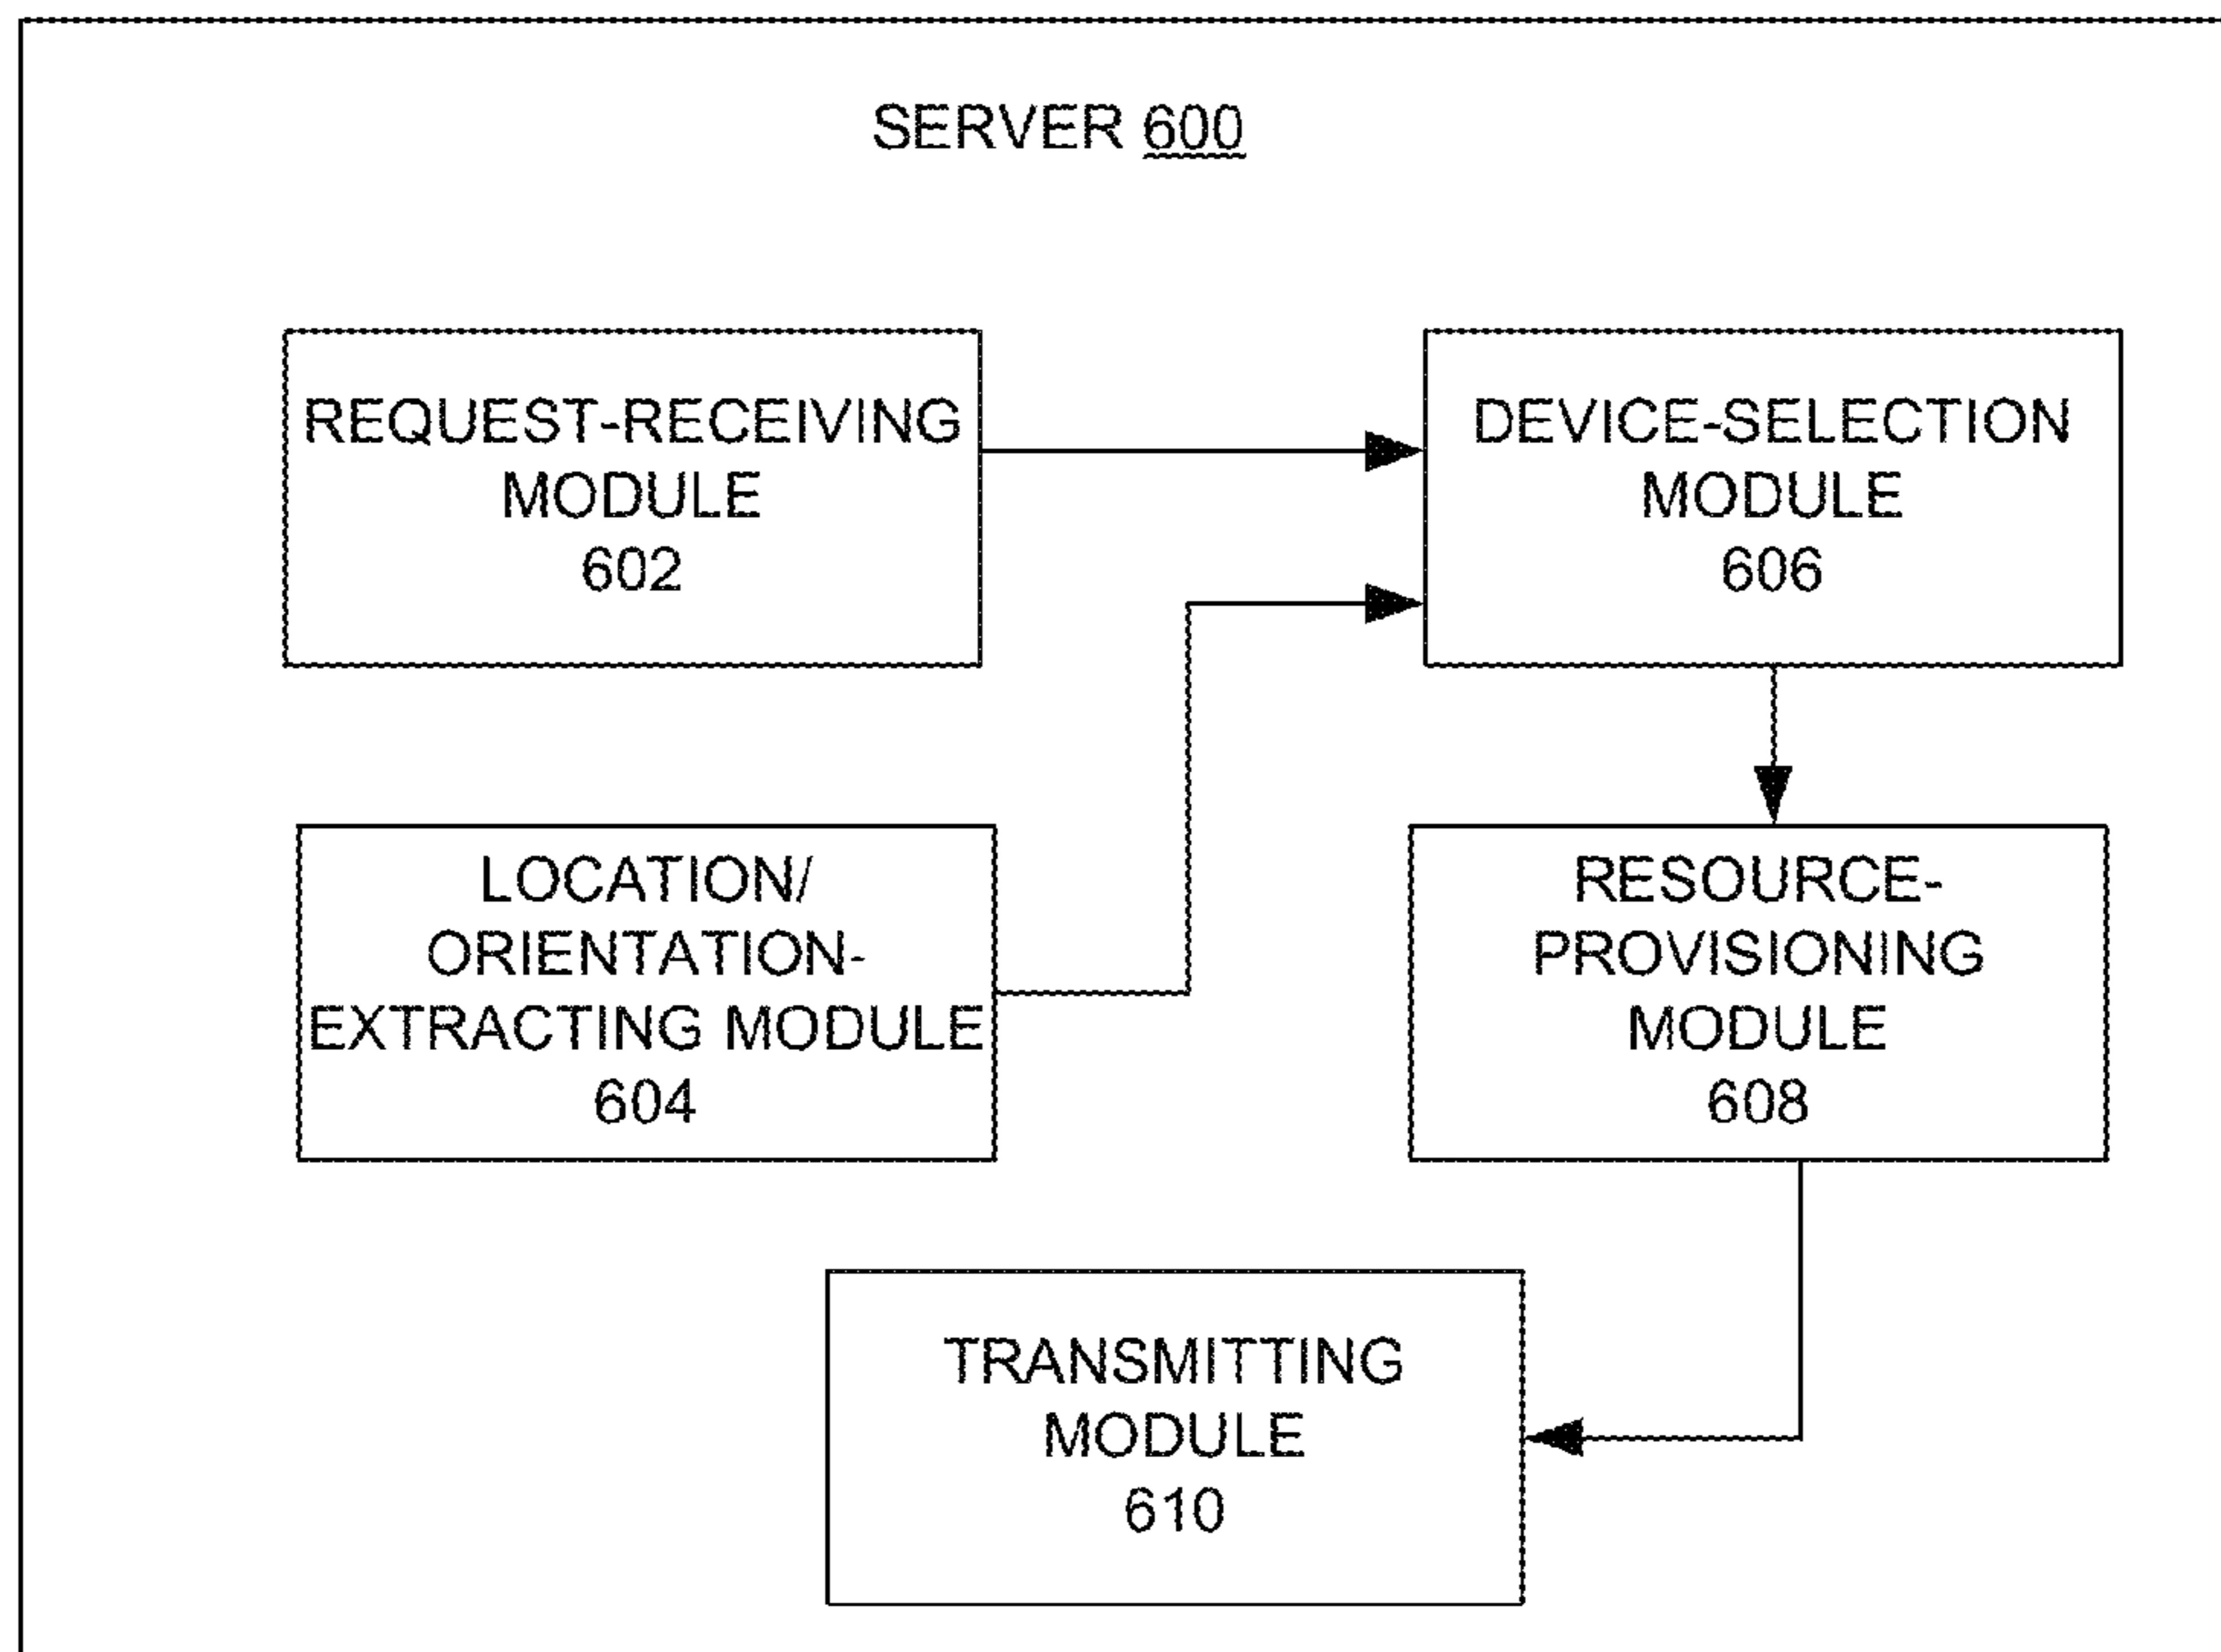 SERVER 600
REQUEST-RECEIVING
MODULE
602
DEVICE-SELECTION
MODULE
606
LOCATION/
ORIENTATION-
EXTRACTING MODULE
604
RESOURCE-
PROVISIONING
MODULE
608
TRANSMITTING
MODULE
610